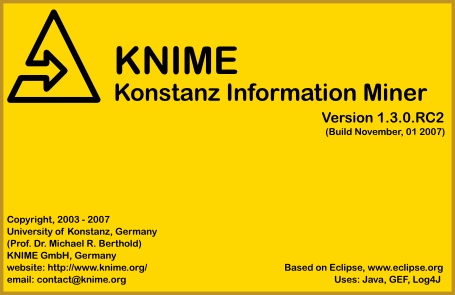 KNIME
Konstanz Information Miner
Version 1.3.0.RC2
(Build November, 01 2007)
Copyright, 2003 - 2007
University of Konstanz, Germany
(Prof. Dr. Michael R. Berthold)
KNIME GmbH, Germany
website: http://www.knime.org/
email: contact@knime.org
Based on Eclipse, www.eclipse.org
Uses: Java, GEF, Log4J